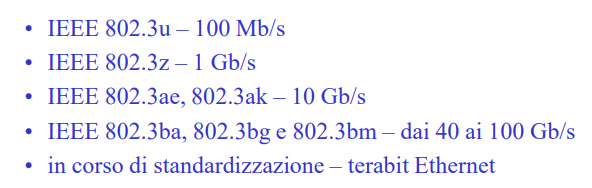 • IEEE 802.3u – 100 Mb/s
• IEEE 802.3z – 1 Gb/s
• IEEE 802.3ae, 802.3ak – 10 Gb/s
• IEEE 802.3ba, 802.3bg e 802.3bm – dai 40 ai 100 Gb/s
• in corso di standardizzazione – terabit Ethernet